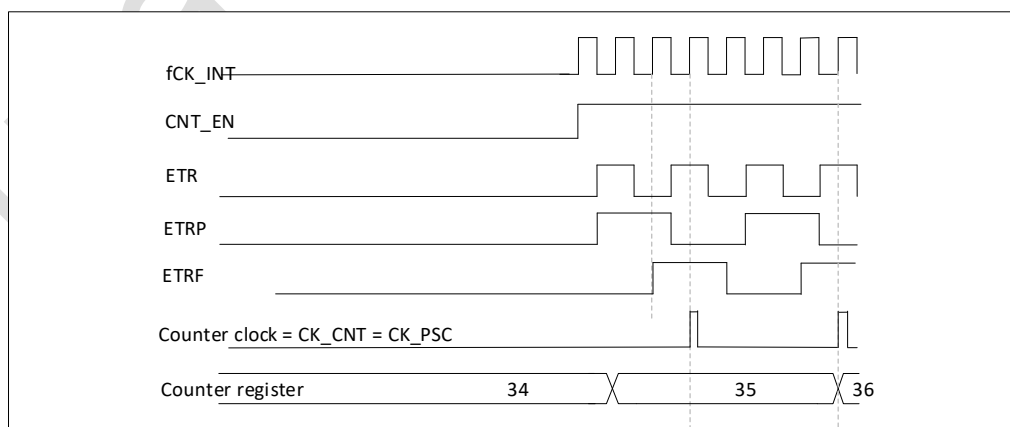 fCK_INT
CNT_EN
ETR
ETRP
ETRF
Counter clock = CK_CNT = CK_PSC
Counter register 34 35 36